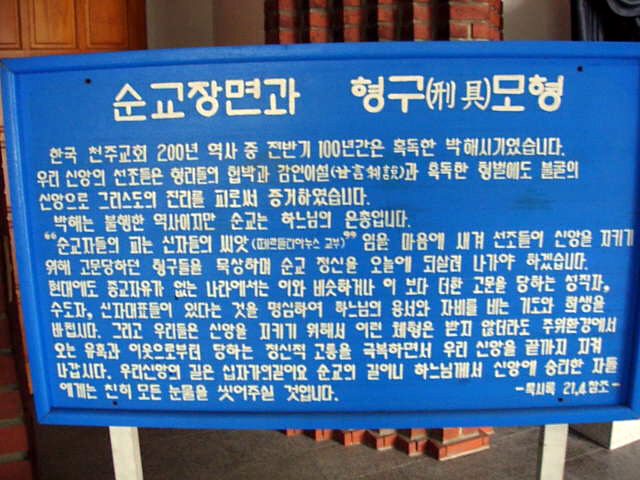 순교장면과 형구(刑具)모형
한국 천주교회 200년 역사 중 전반기 100년간은 혹독한 박해시기였습니다.
우리 신앙의 선조들은 형리들의 협박과 감언이설(甘言利說)과 혹독한 형벌에도 불굴의
신앙으로 그리스도의 진리를 피로써 증거하였습니다.
박해는 불행한 역사이지만 순교는 하느님의 은총입니다.
"순교자들의 피는 신자들의 씨앗(떼르뚤리아누스 교부)" 임을 마음에 새겨 선조들이 신앙을 지키기
위해 고문당하던 형구들을 묵상하며 순교 정신을 오늘에 되살려 나가야 하겠습니다.
현대에도 종교자유가 없는 나라에서는 이와 비슷하거나 이 보다 더한 고문을 당하는 성직자,
수도자, 신자대표들이 있다는 것을 명심하여 하느님의 용서와 자비를 비는 기도와 희생을
바칩시다. 그리고 우리들은 신앙을 지키기 위해서 이런 체형은 받지 않더라도 주위환경에서
오는 유혹과 이웃으로부터 당하는 정신적 고통을 극복하면서 우리 신앙을 끝까지 지켜
나갑시다. 우리신앙의 길은 십자가의길이요 순교의 길이니 하느님께서 신앙에 승리한 자들
에게는 친히 모든 눈물을 씻어주실 것입니다. -묵시록 21,4 참조-